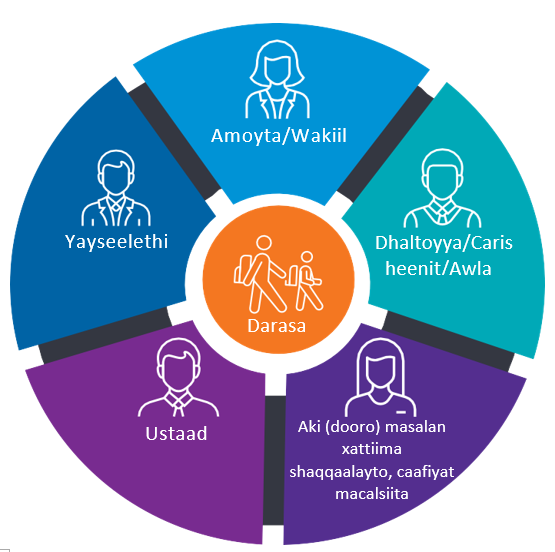 Amoyta/Wakiil
Dhaltoyya/Caris
heenit/Awla
Aki (dooro) masalan
xattiima
shaqqaalayto, caafiyat
macalsiita
Ustaad
Yayseelethi
Darasa